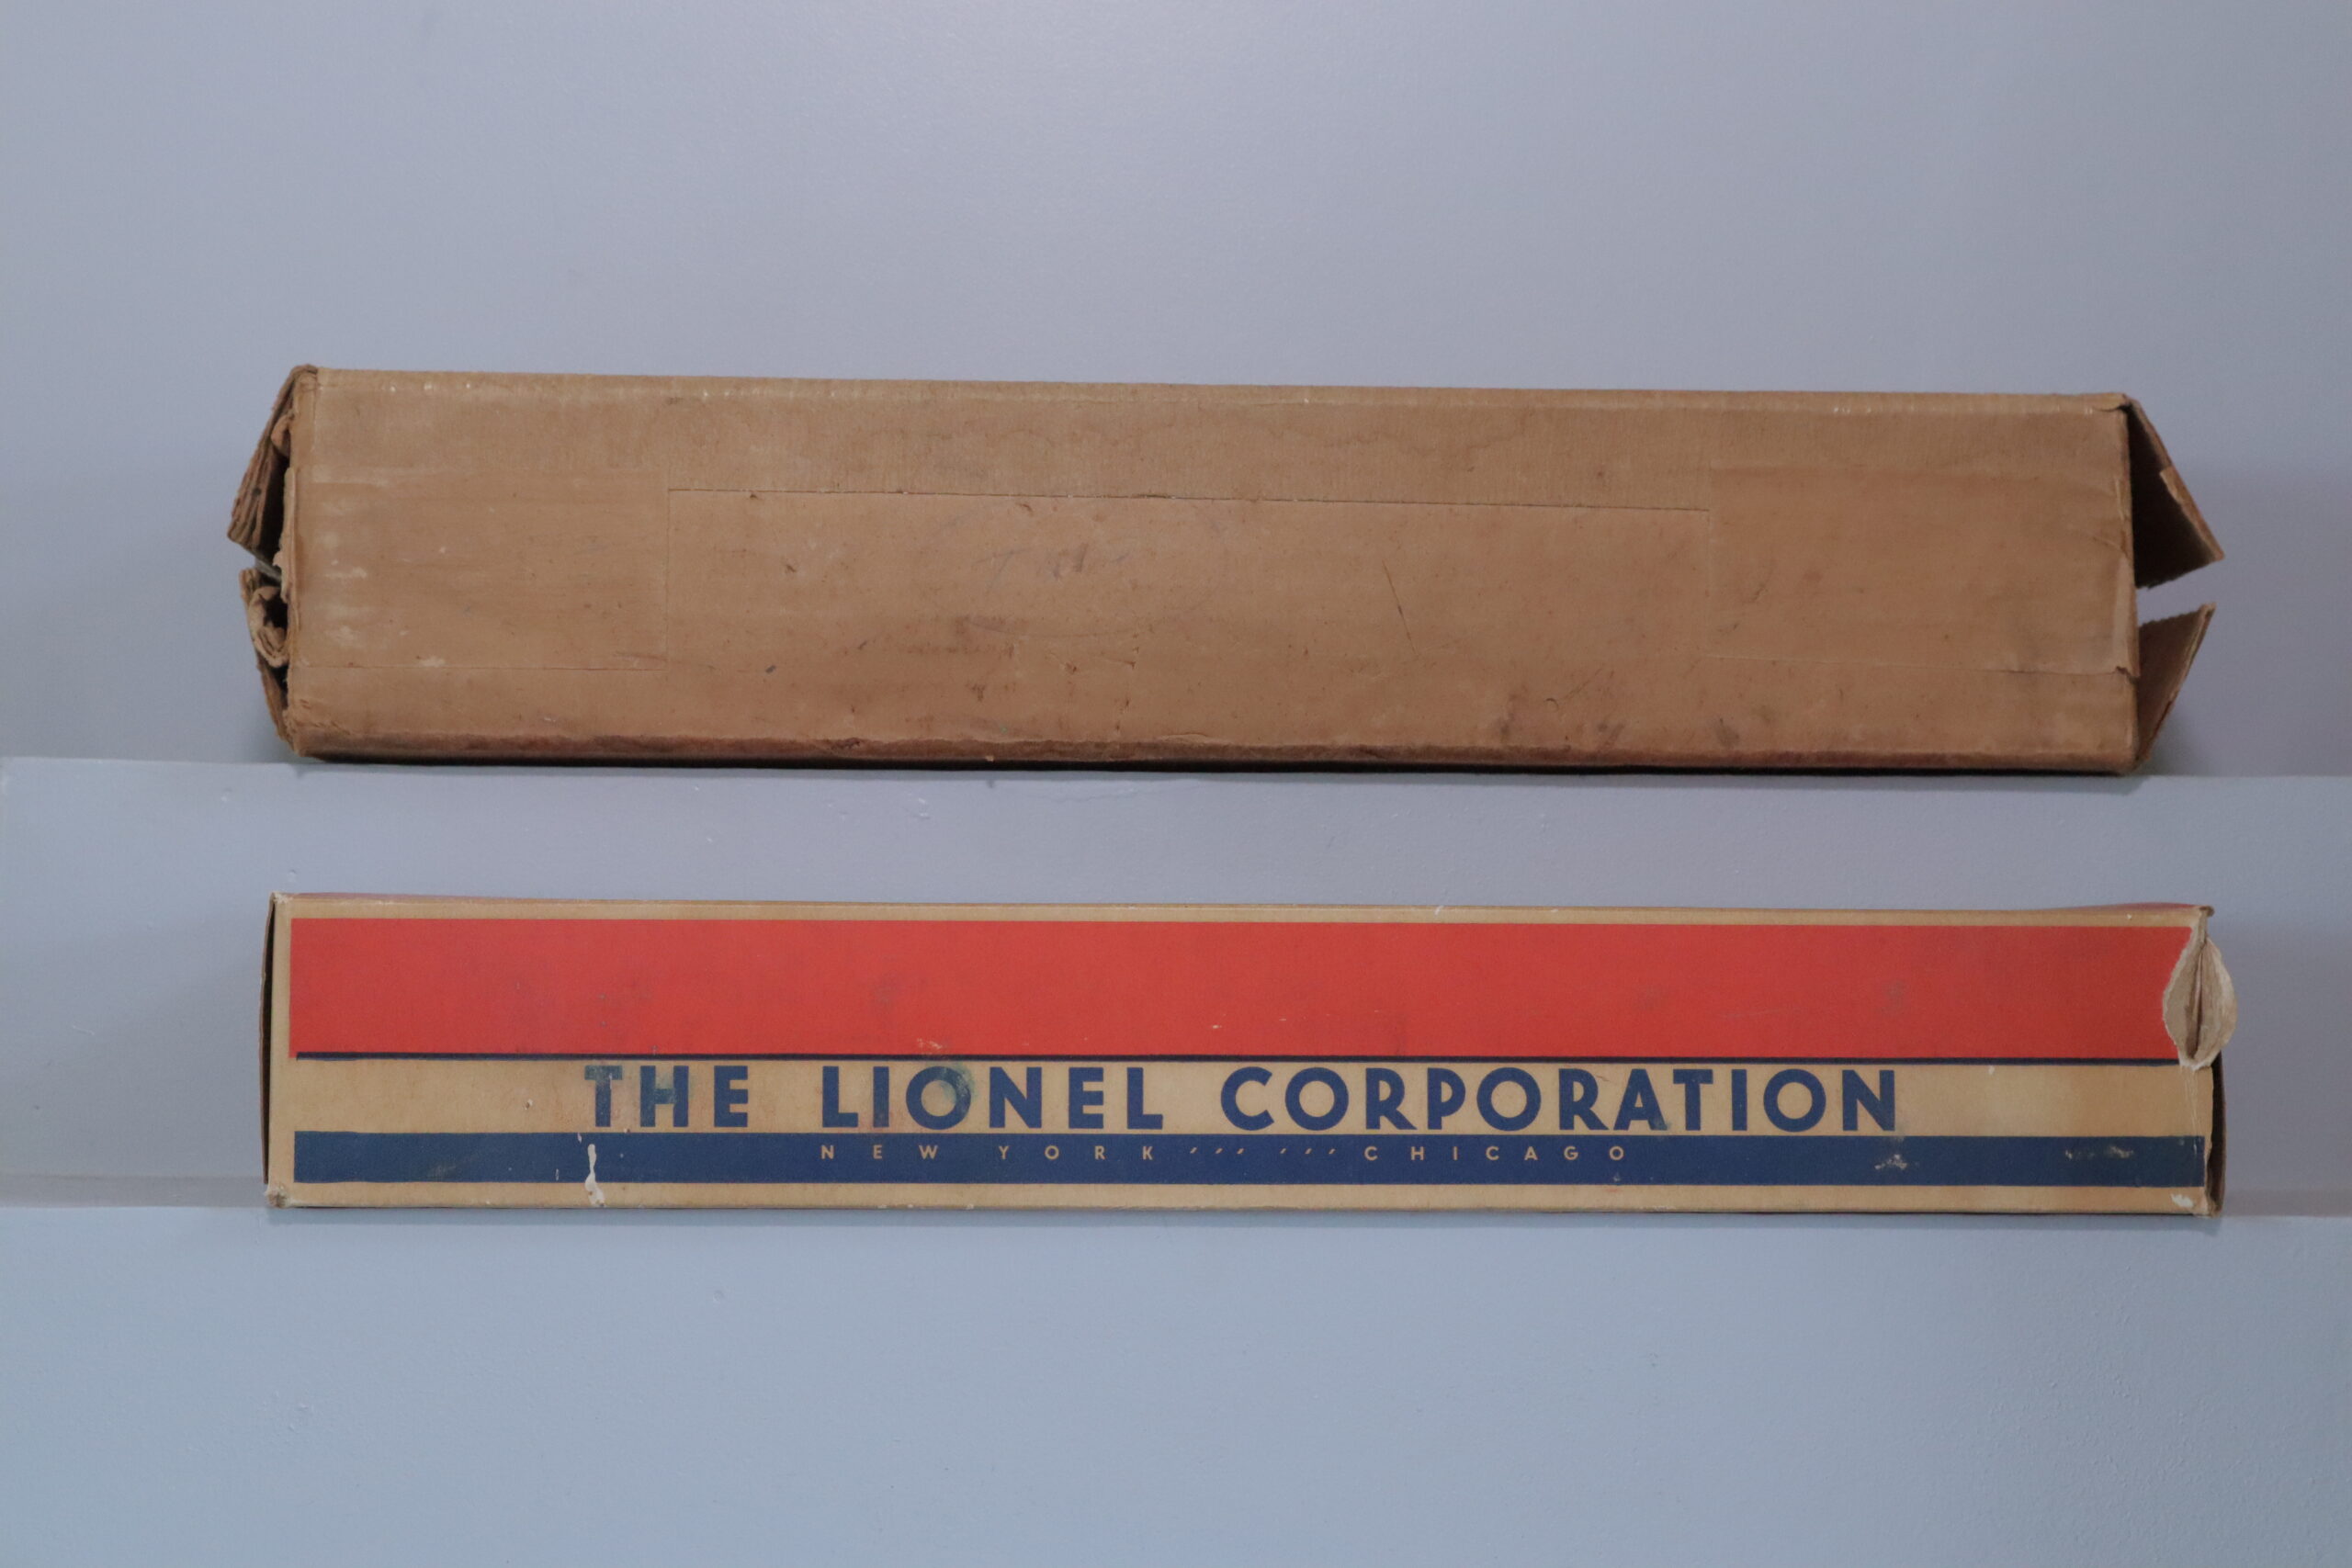 THE LIONEL CORPORATION
NEW YORK ′′′ ′′′ CHICAGO